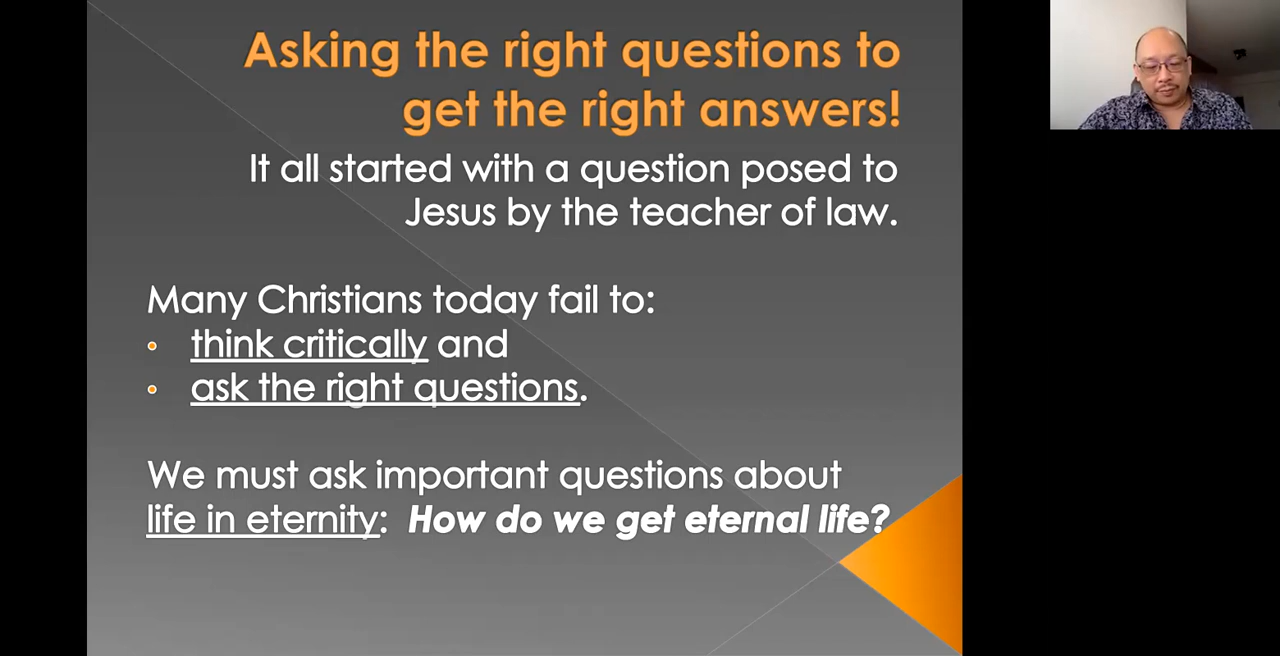 Asking the right questions to
get the right answers!
It all started with a question posed to
Jesus by the teacher of law.
Many Christians today fail to:
• think critically and
• ask the right questions.
We must ask important questions about
life in eternity: How do we get eternal life?